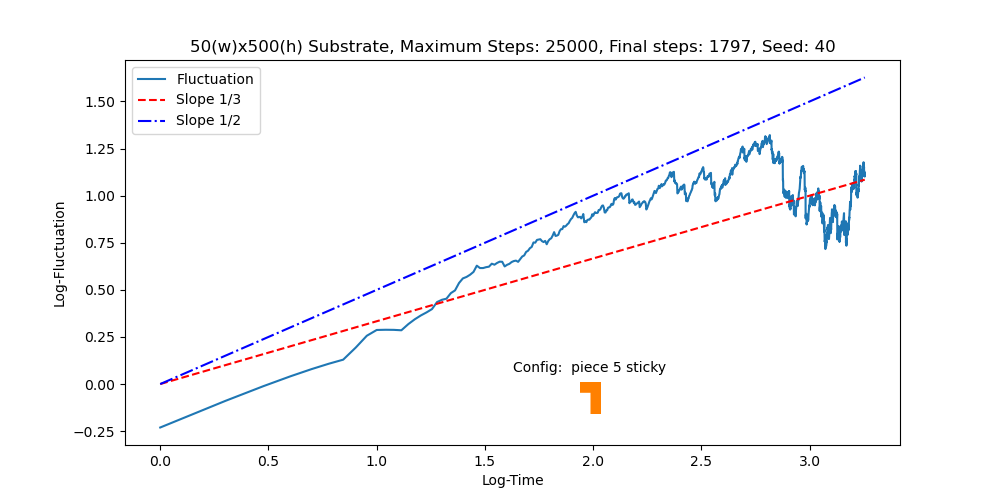 50(w)x500(h) Substrate, Maximum Steps: 25000, Final steps: 1797, Seed: 40
Fluctuation
Slope 1/3
Slope 1/2
1.50
1.25
1.00
0.75
0.50
0.25
0.00
−0.25
Log-Fluctuation
Config:  piece 5 sticky
0.0 0.5 1.0 1.5 2.0 2.5 3.0
Log-Time